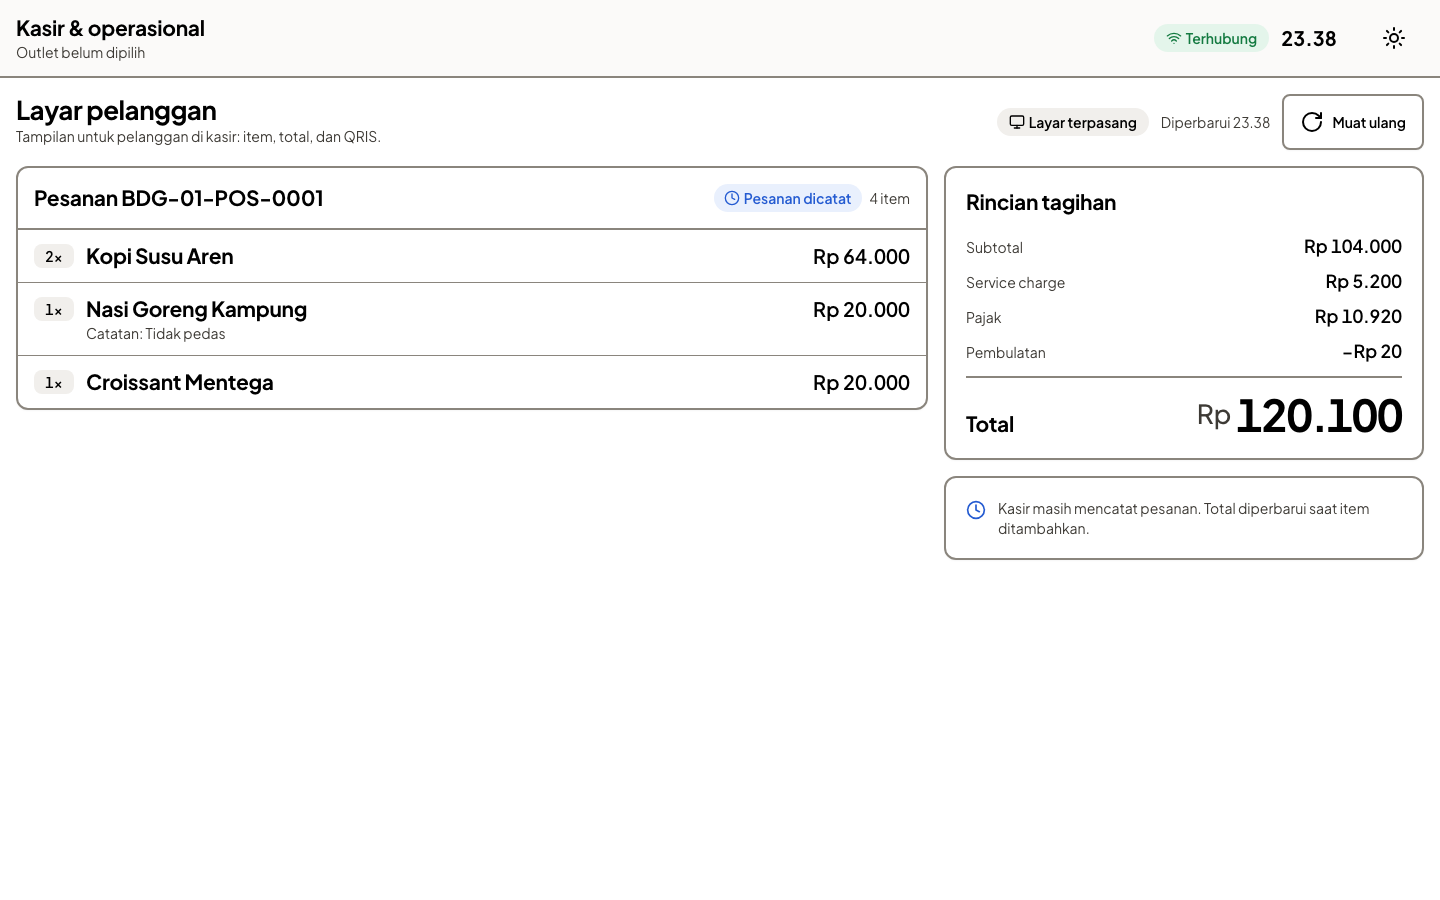 Kasir & operasional
Outlet belum dipilih
Terhubung
23.38
Layar pelanggan
Tampilan untuk pelanggan di kasir: item, total, dan QRIS.
Layar terpasang
Diperbarui 23.38
Muat ulang
Pesanan BDG-01-POS-0001
Pesanan dicatat
4 item
2× Kopi Susu Aren Rp 64.000
1× Nasi Goreng Kampung Rp 20.000
Catatan: Tidak pedas
1× Croissant Mentega Rp 20.000
Rincian tagihan
Subtotal Rp 104.000
Service charge Rp 5.200
Pajak Rp 10.920
Pembulatan −Rp 20
Total Rp 120.100
Kasir masih mencatat pesanan. Total diperbarui saat item
ditambahkan.